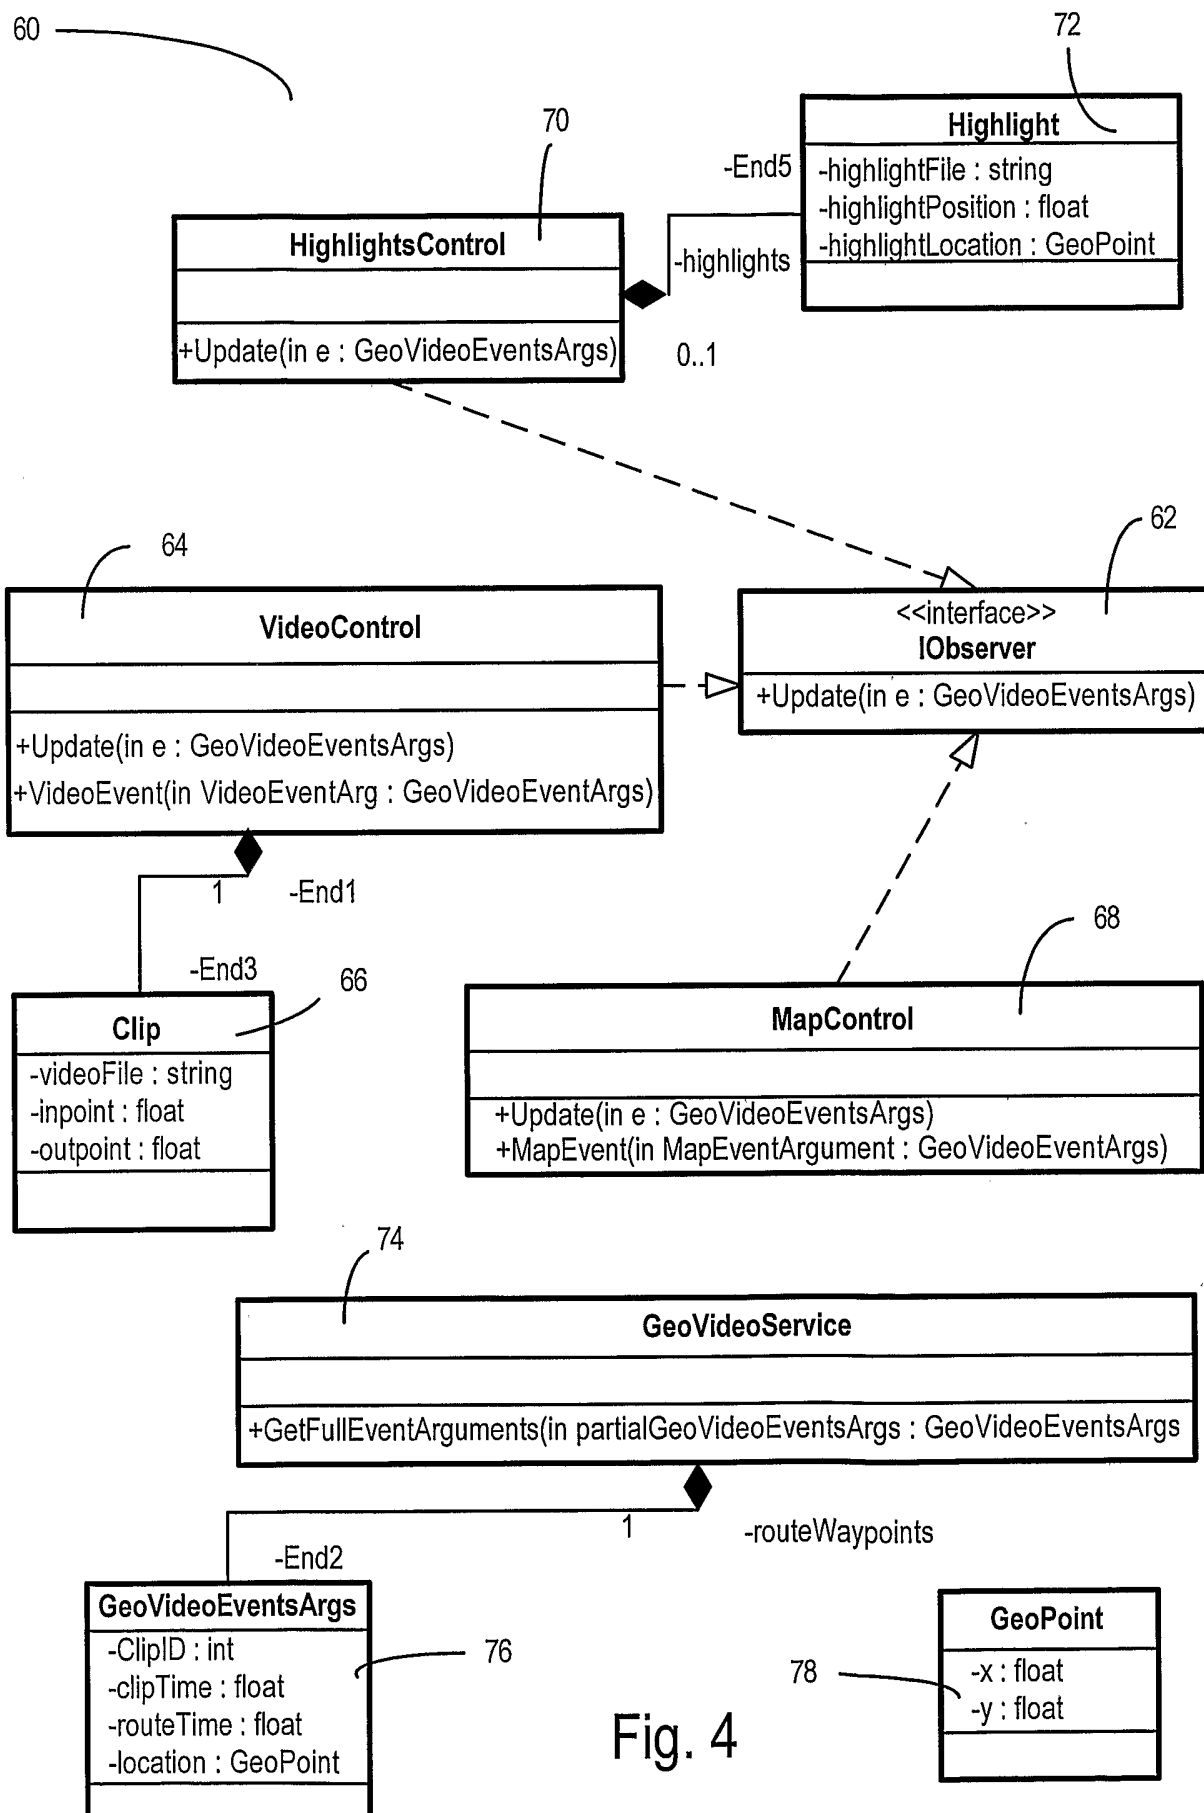 60
72
70
Highlight
-End5
-highlightFile : string
-highlightPosition : float
-highlightLocation : GeoPoint
HighlightsControl
-highlights
+Update(in e : GeoVideoEventsArgs)
0..1
62
64
<<interface>>
IObserver
VideoControl
+Update(in e : GeoVideoEventsArgs)
+Update(in e : GeoVideoEventsArgs)
+VideoEvent(in VideoEventArg : GeoVideoEventArgs)
1
-End1
68
-End3
66
Clip
-videoFile : string
-inpoint : float
-outpoint : float
MapControl
+Update(in e : GeoVideoEventsArgs)
+MapEvent(in MapEventArgument : GeoVideoEventArgs)
74
GeoVideoService
+GetFullEventArguments(in partialGeoVideoEventsArgs : GeoVideoEventsArgs
1
-routeWaypoints
-End2
GeoVideoEventsArgs
-ClipID : int
-clipTime : float
-routeTime : float
-location : GeoPoint
76
GeoPoint
-x : float
-y : float
78
Fig. 4